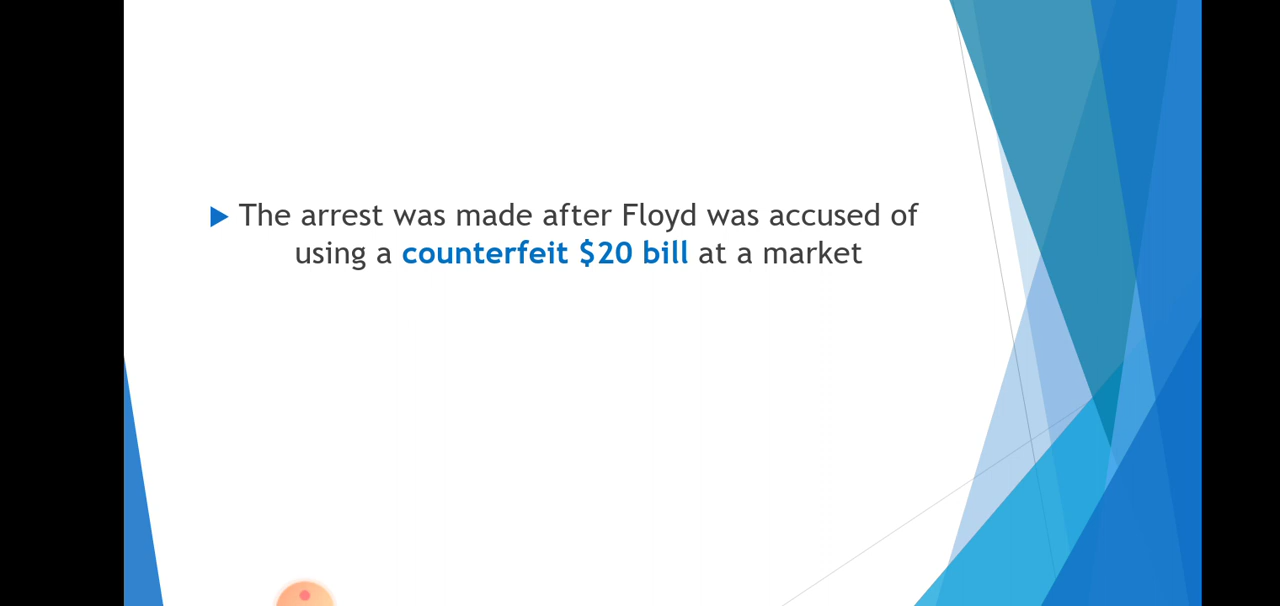 The arrest was made after Floyd was accused of
using a counterfeit $20 bill at a market